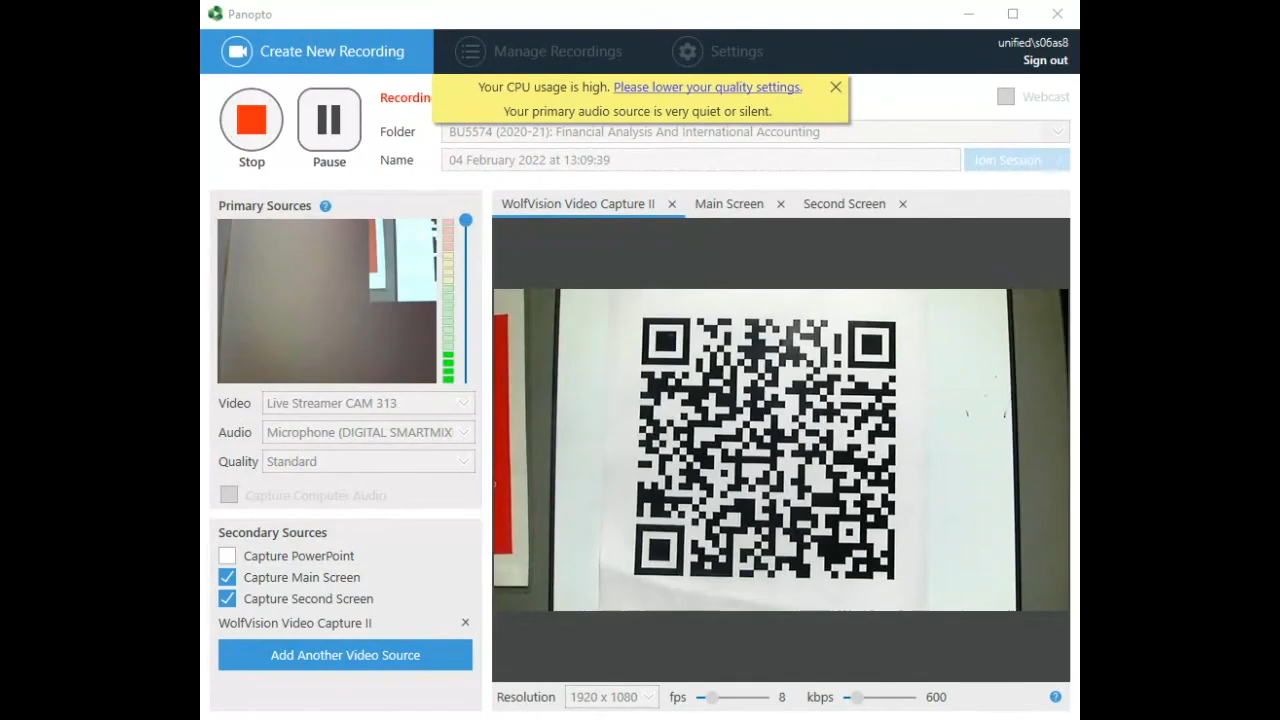 Panopto
Create New Recording
Manage Recordings
Settings
unified\s06as8
Sign out
Your CPU usage is high. Please lower your quality settings.
Your primary audio source is very quiet or silent.
Recordin
Webcast
Folder
BU5574 (2020-21): Financial Analysis And International Accounting
Stop
Pause
Name
04 February 2022 at 13:09:39
Join Session
Primary Sources
WolfVision Video Capture II
Main Screen
Second Screen
Video
Live Streamer CAM 313
Audio
Microphone (DIGITAL SMARTMIX
Quality
Standard
Capture Computer Audio
Secondary Sources
Capture PowerPoint
Capture Main Screen
Capture Second Screen
WolfVision Video Capture II
Add Another Video Source
Resolution
1920 x 1080
fps
8
kbps
600